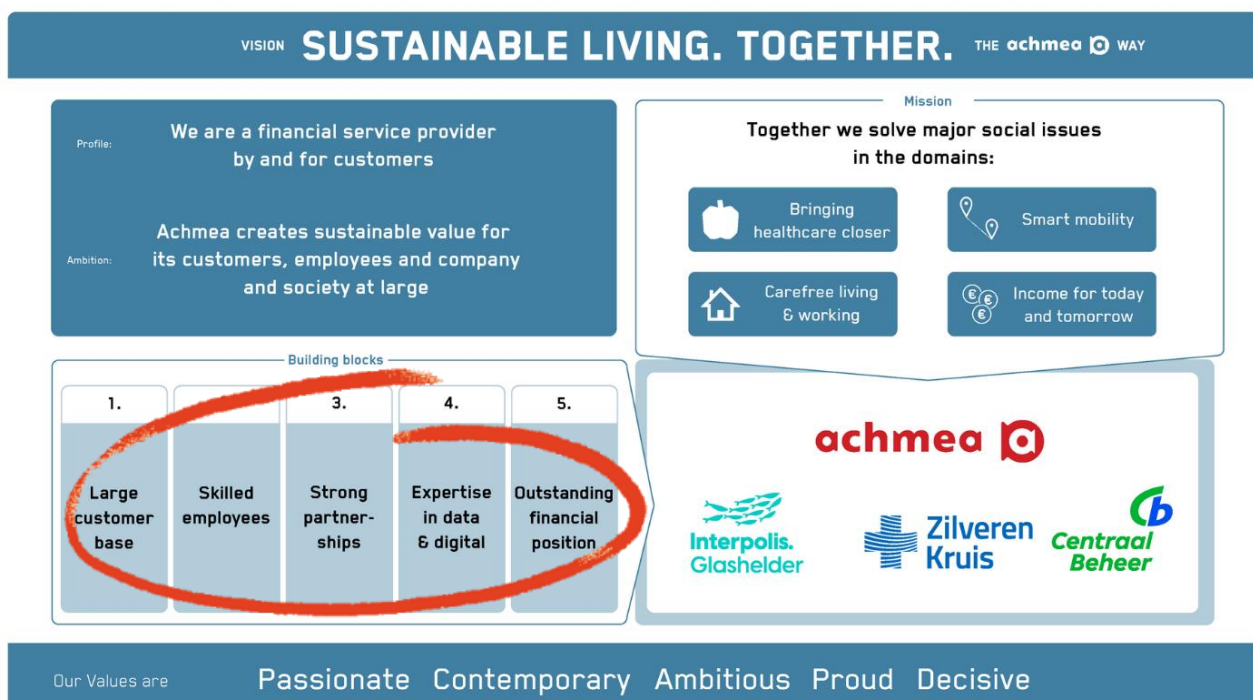 VISION SUSTAINABLE LIVING. TOGETHER. THE achmea WAY
Profile:
We are a financial service provider
by and for customers
Ambition:
Achmea creates sustainable value for
its customers, employees and company
and society at large
Mission
Together we solve major social issues
in the domains:
Bringing
healthcare closer
Smart mobility
Carefree living
& working
Income for today
and tomorrow
Building blocks
1.
Large
customer
base
Skilled
employees
3.
Strong
partner-
ships
4.
Expertise
in data
& digital
5.
Outstanding
financial
position
achmea
Interpolis.
Glashelder
Zilveren
Kruis
Cb
Centraal
Beheer
Our Values are Passionate Contemporary Ambitious Proud Decisive